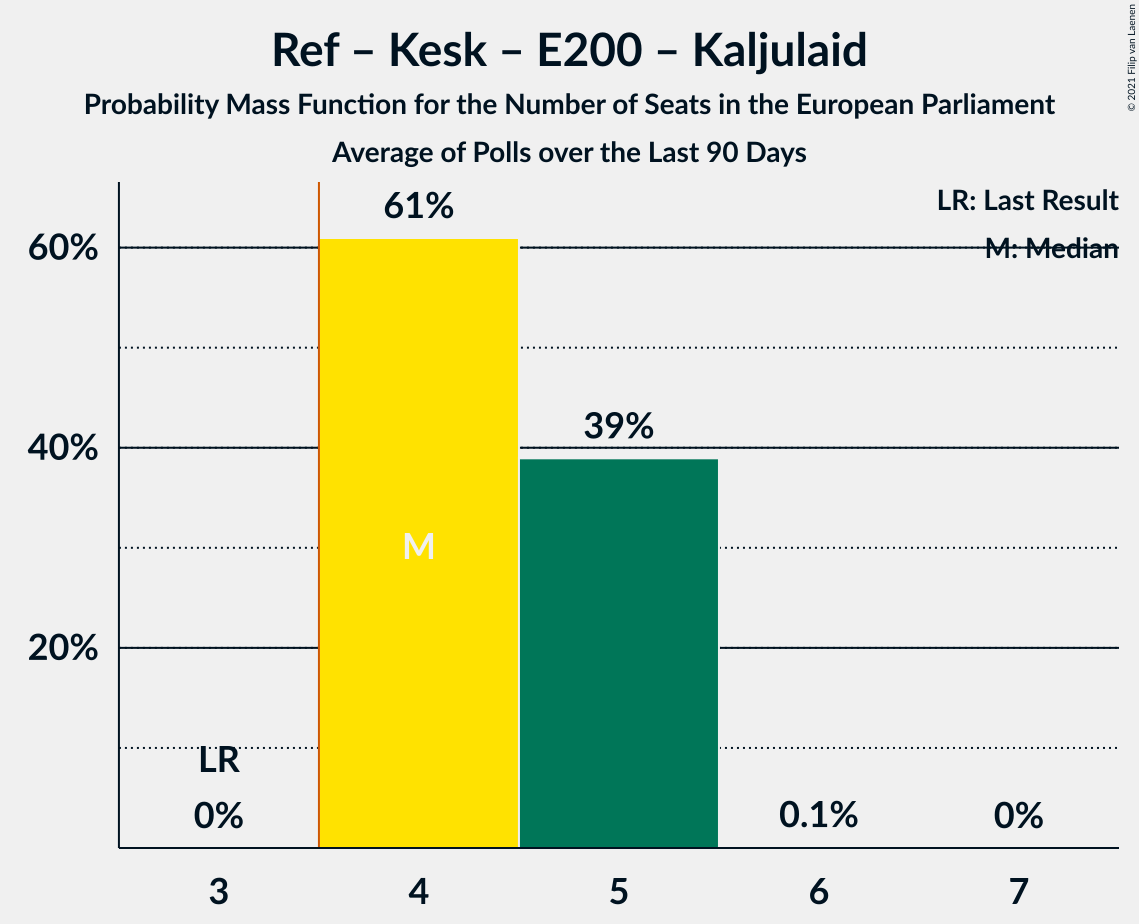 Ref – Kesk – E200 – Kaljulaid
Probability Mass Function for the Number of Seats in the European Parliament
Average of Polls over the Last 90 Days
© 2021 Filip van Laenen
LR: Last Result
M: Median
61%
60%
39%
40%
M
20%
LR
0%
0.1%
0%
3
4
5
6
7